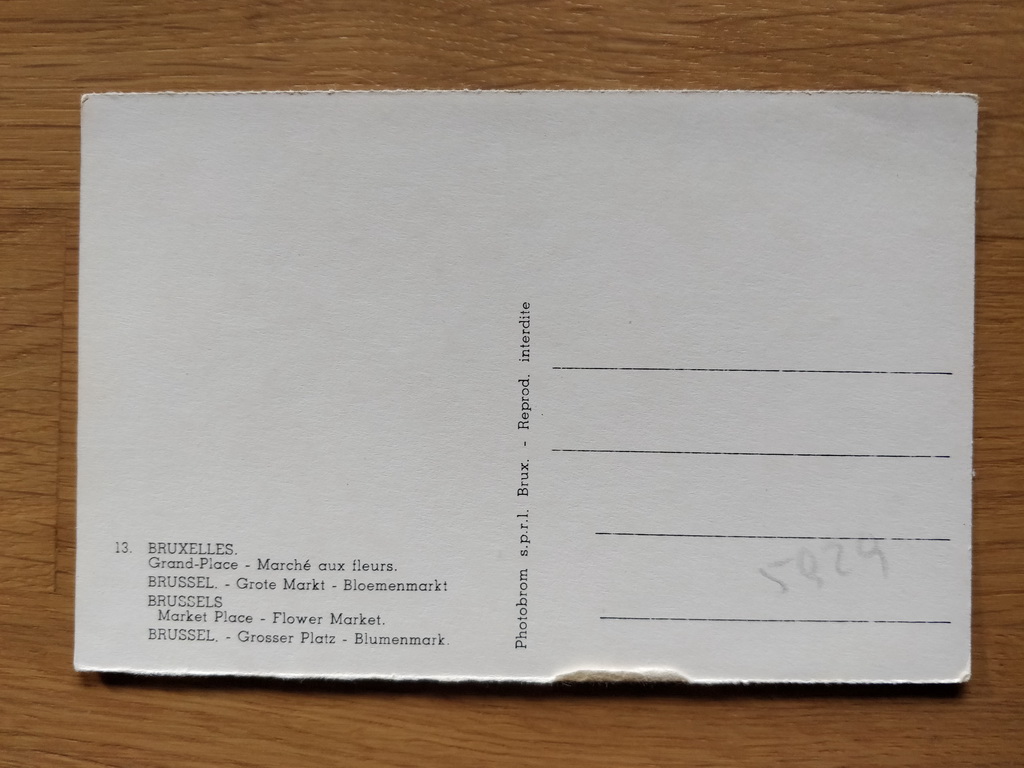 13. BRUXELLES.
Grand-Place - Marché aux fleurs.
BRUSSEL. - Grote Markt - Bloemenmarkt
BRUSSELS
Market Place - Flower Market.
BRUSSEL. - Grosser Platz - Blumenmark.
Photobrom s.p.r.l. Brux. - Reprod. interdite
5929